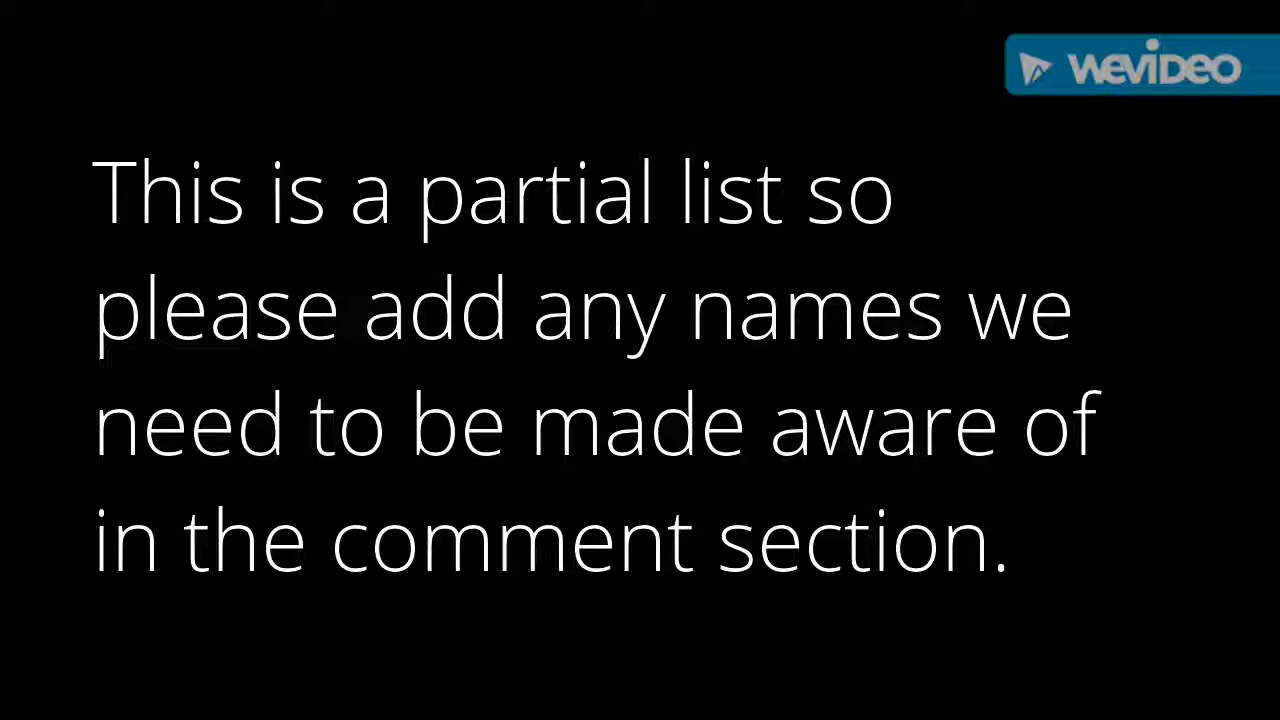 WEVIDEO
This is a partial list so
please add any names we
need to be made aware of
in the comment section.